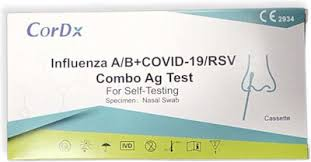 CorDx
CE 2934
Influenza A/B+COVID-19/RSV
Combo Ag Test
For Self-Testing
Specimen: Nasal Swab
Cassette
IVD